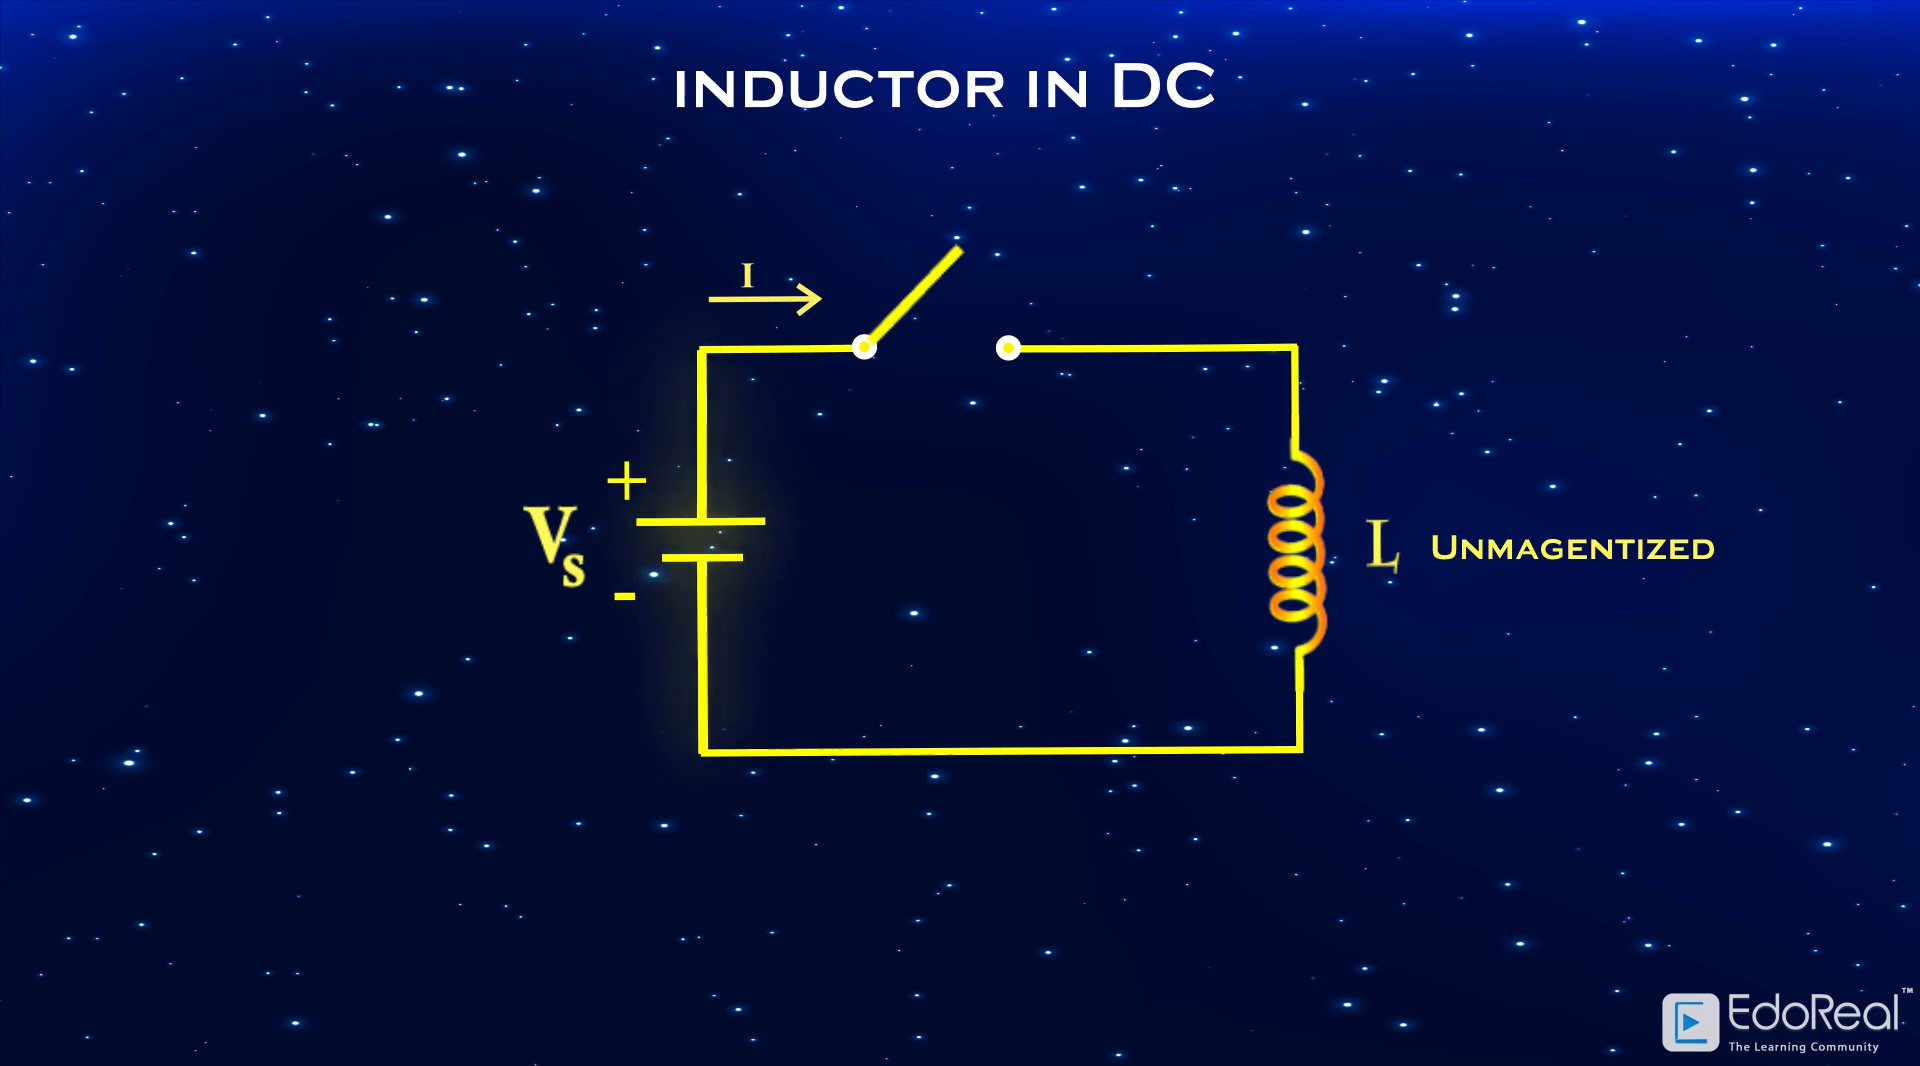 INDUCTOR IN DC
I
+
Vs
-
L UNMAGENTIZED
EdoReal™
The Learning Community